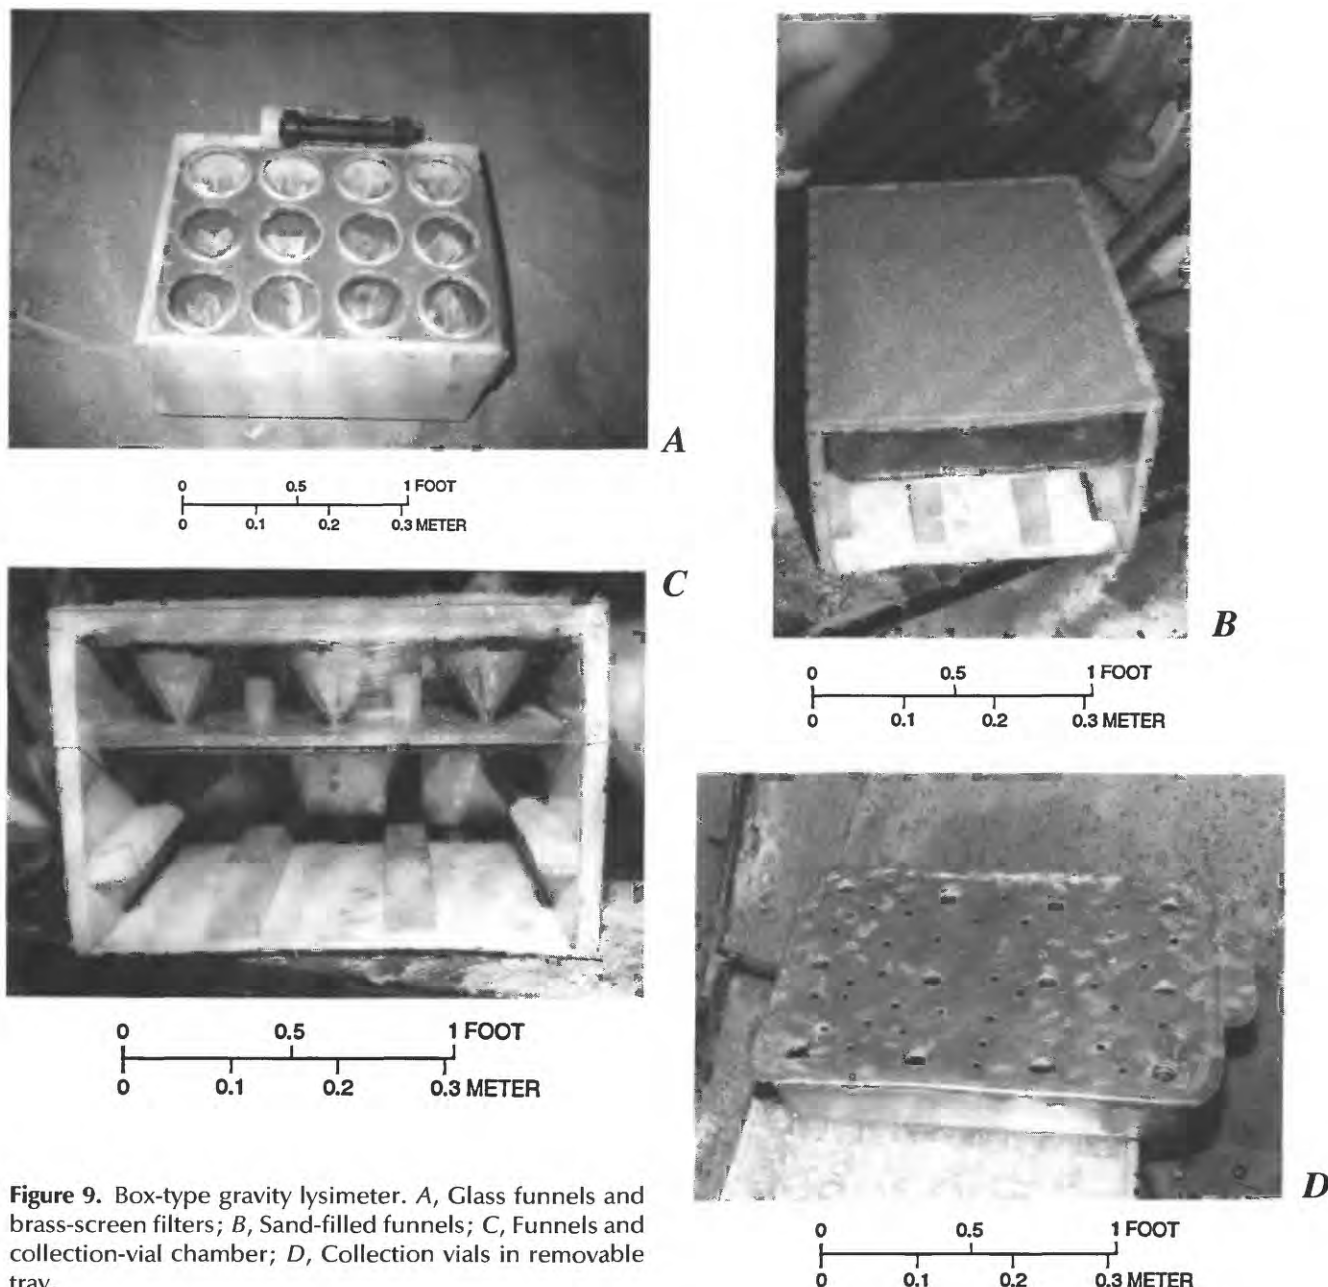 A
0 0.5 1 FOOT
0 0.1 0.2 0.3 METER
B
0 0.5 1 FOOT
0 0.1 0.2 0.3 METER
C
0 0.5 1 FOOT
0 0.1 0.2 0.3 METER
D
0 0.5 1 FOOT
0 0.1 0.2 0.3 METER
Figure 9. Box-type gravity lysimeter. A, Glass funnels and
brass-screen filters; B, Sand-filled funnels; C, Funnels and
collection-vial chamber; D, Collection vials in removable
tray